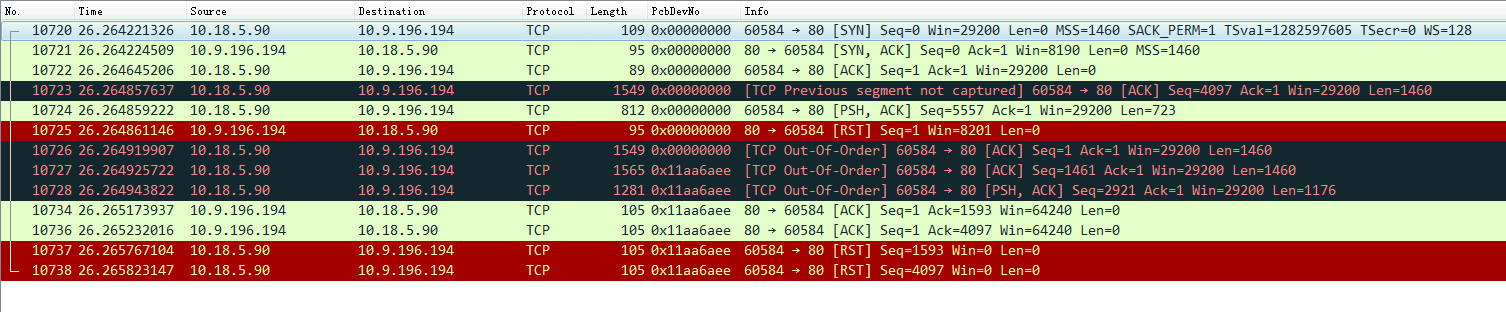 No. Time Source Destination Protocol Length PcbDevNo Info
10720 26.264221326 10.18.5.90 10.9.196.194 TCP 109 0x00000000 60584 → 80 [SYN] Seq=0 Win=29200 Len=0 MSS=1460 SACK_PERM=1 TSval=1282597605 TSecr=0 WS=128
10721 26.264224509 10.9.196.194 10.18.5.90 TCP 95 0x00000000 80 → 60584 [SYN, ACK] Seq=0 Ack=1 Win=8190 Len=0 MSS=1460
10722 26.264645206 10.18.5.90 10.9.196.194 TCP 89 0x00000000 60584 → 80 [ACK] Seq=1 Ack=1 Win=29200 Len=0
10723 26.264857637 10.18.5.90 10.9.196.194 TCP 1549 0x00000000 [TCP Previous segment not captured] 60584 → 80 [ACK] Seq=4097 Ack=1 Win=29200 Len=1460
10724 26.264859222 10.18.5.90 10.9.196.194 TCP 812 0x00000000 60584 → 80 [PSH, ACK] Seq=5557 Ack=1 Win=29200 Len=723
10725 26.264861146 10.9.196.194 10.18.5.90 TCP 95 0x00000000 80 → 60584 [RST] Seq=1 Win=8201 Len=0
10726 26.264919907 10.18.5.90 10.9.196.194 TCP 1549 0x00000000 [TCP Out-Of-Order] 60584 → 80 [ACK] Seq=1 Ack=1 Win=29200 Len=1460
10727 26.264925722 10.18.5.90 10.9.196.194 TCP 1565 0x11aa6aee [TCP Out-Of-Order] 60584 → 80 [ACK] Seq=1461 Ack=1 Win=29200 Len=1460
10728 26.264943822 10.18.5.90 10.9.196.194 TCP 1281 0x11aa6aee [TCP Out-Of-Order] 60584 → 80 [PSH, ACK] Seq=2921 Ack=1 Win=29200 Len=1176
10734 26.265173937 10.9.196.194 10.18.5.90 TCP 105 0x11aa6aee 80 → 60584 [ACK] Seq=1 Ack=1593 Win=64240 Len=0
10736 26.265232016 10.9.196.194 10.18.5.90 TCP 105 0x11aa6aee 80 → 60584 [ACK] Seq=1 Ack=4097 Win=64240 Len=0
10737 26.265767104 10.18.5.90 10.9.196.194 TCP 105 0x11aa6aee 60584 → 80 [RST] Seq=1593 Win=0 Len=0
10738 26.265823147 10.18.5.90 10.9.196.194 TCP 105 0x11aa6aee 60584 → 80 [RST] Seq=4097 Win=0 Len=0